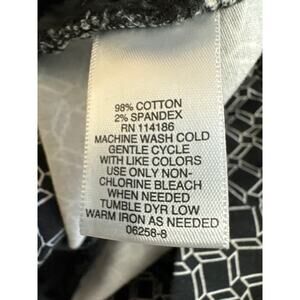 98% COTTON
2% SPANDEX
RN 114186
MACHINE WASH COLD
GENTLE CYCLE
WITH LIKE COLORS
USE ONLY NON-
CHLORINE BLEACH
WHEN NEEDED
TUMBLE DYR LOW
WARM IRON AS NEEDED
06258-8